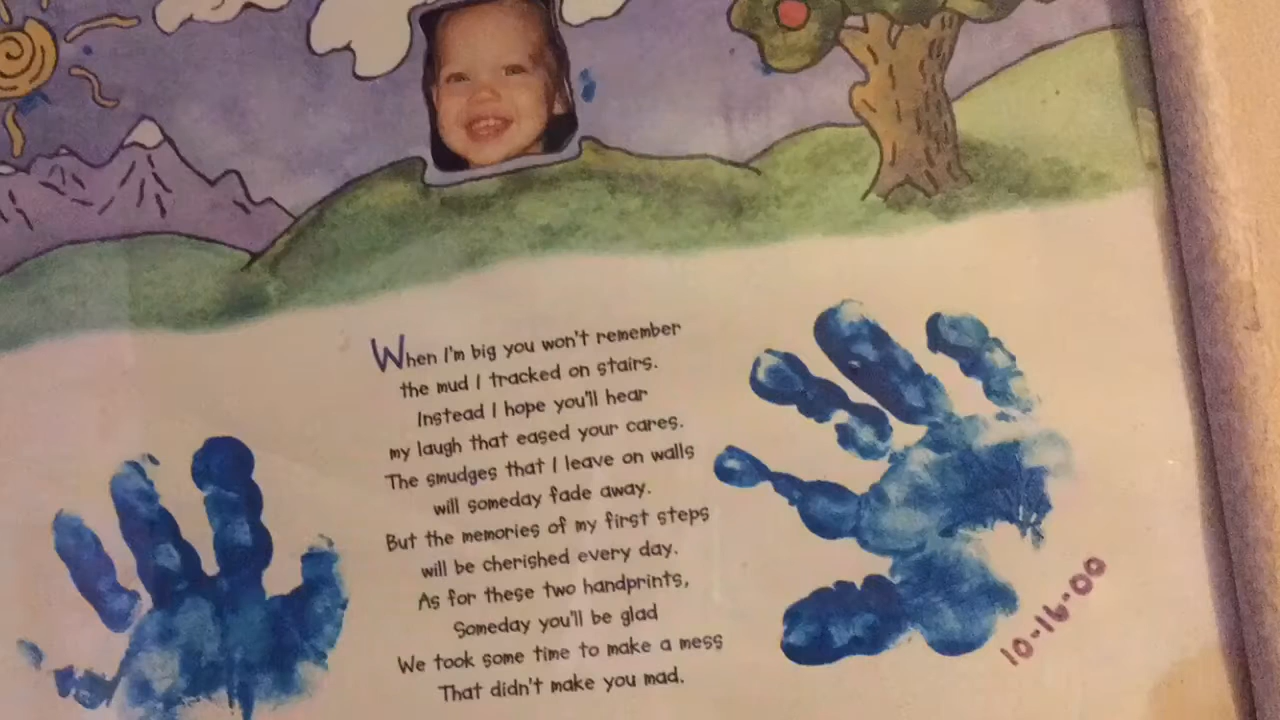 When I'm big you won't remember
the mud I tracked on stairs.
Instead I hope you'll hear
my laugh that eased your cares.
The smudges that I leave on walls
will someday fade away.
But the memories of my first steps
will be cherished every day.
As for these two handprints,
Someday you'll be glad
We took some time to make a mess
That didn't make you mad.
10-16-00